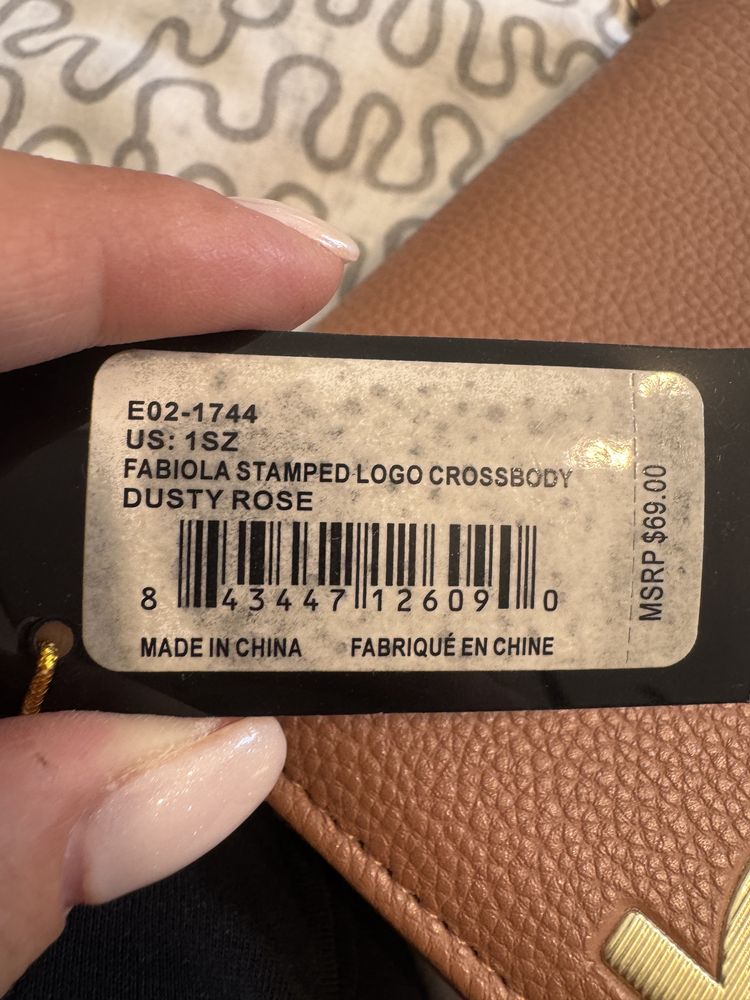 E02-1744
US: 1SZ
FABIOLA STAMPED LOGO CROSSBODY
DUSTY ROSE
8 43447 12609 0
MADE IN CHINA FABRIQUÉ EN CHINE
MSRP $69.00